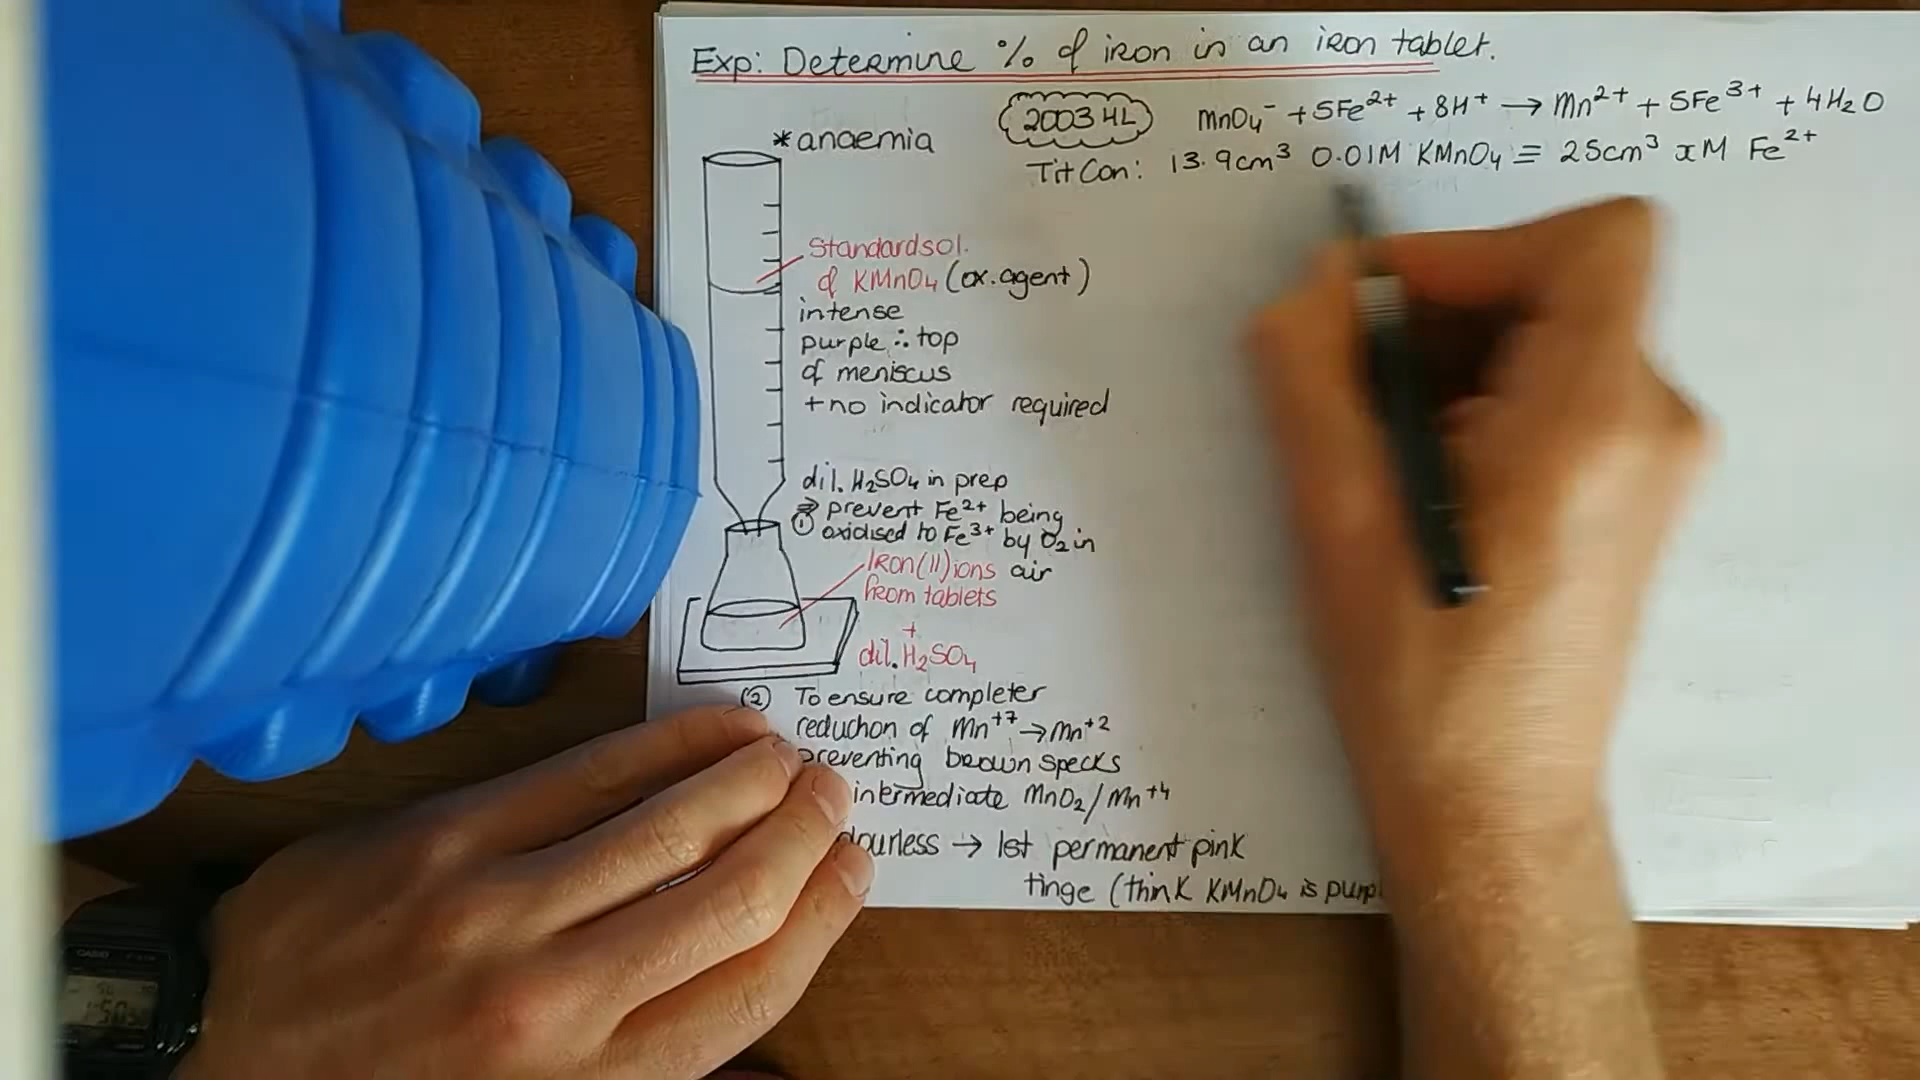 Exp: Determine % of iron in an iron tablet.
2003 HL
MnO₄⁻ + 5Fe²⁺ + 8H⁺ → Mn²⁺ + 5Fe³⁺ + 4H₂O
Tit Con: 13.9cm³ 0.01M KMnO₄ ≡ 25cm³ xM Fe²⁺
*anaemia
Standard sol.
of KMnO₄ (ox. agent)
intense
purple ∴ top
of meniscus
+ no indicator required
dil. H₂SO₄ in prep
⇒ prevent Fe²⁺ being
① oxidised to Fe³⁺ by O₂ in
air
Iron(II) ions
from tablets
+
dil. H₂SO₄
② To ensure completer
reduction of Mn⁺⁷ → Mn⁺²
preventing brown specks
intermediate MnO₂/Mn⁺⁴
→ 1st permanent pink
tinge (think KMnO₄ is
CASIO